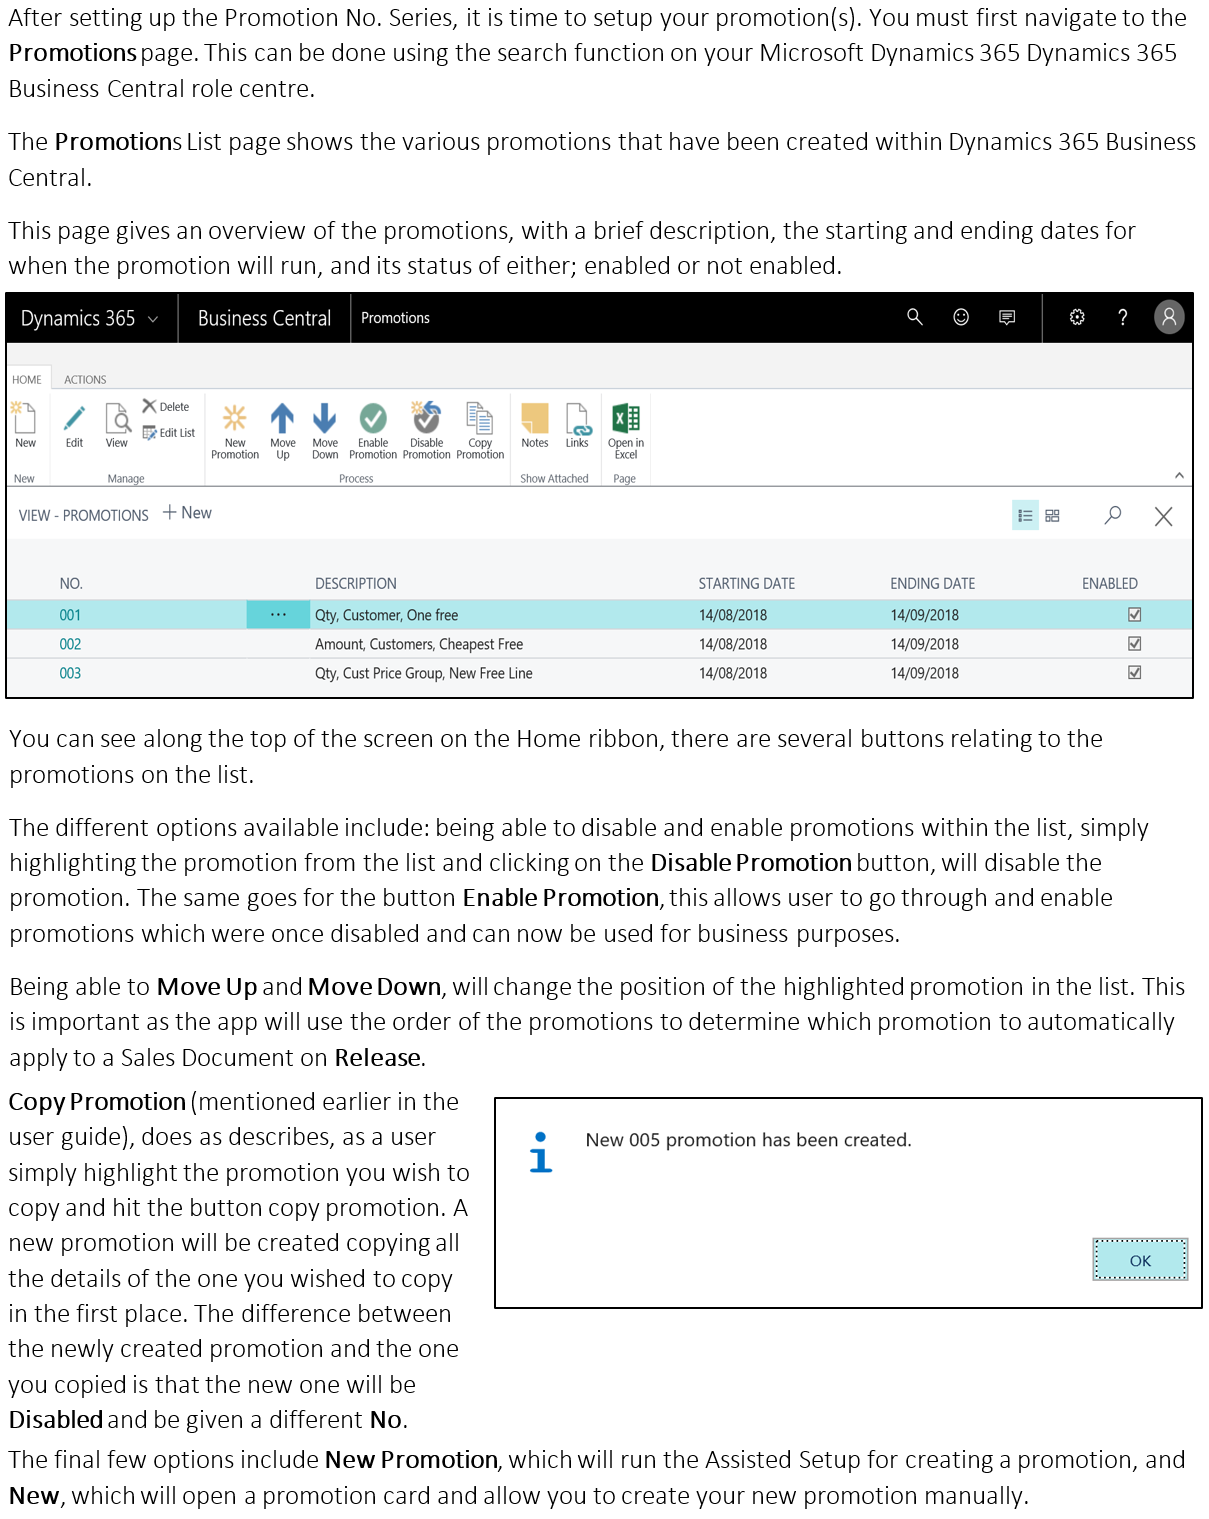 After setting up the Promotion No. Series, it is time to setup your promotion(s). You must first navigate to the
Promotions page. This can be done using the search function on your Microsoft Dynamics 365 Dynamics 365
Business Central role centre.
The Promotions List page shows the various promotions that have been created within Dynamics 365 Business
Central.
This page gives an overview of the promotions, with a brief description, the starting and ending dates for
when the promotion will run, and its status of either; enabled or not enabled.
Dynamics 365 Business Central Promotions ?
HOME ACTIONS
New Edit View Delete Edit List New Promotion Move Up Move Down Enable Promotion Disable Promotion Copy Promotion Notes Links Open in Excel
New Manage Process Show Attached Page
VIEW - PROMOTIONS + New
NO. DESCRIPTION STARTING DATE ENDING DATE ENABLED
001 ... Qty, Customer, One free 14/08/2018 14/09/2018
002 Amount, Customers, Cheapest Free 14/08/2018 14/09/2018
003 Qty, Cust Price Group, New Free Line 14/08/2018 14/09/2018
You can see along the top of the screen on the Home ribbon, there are several buttons relating to the
promotions on the list.
The different options available include: being able to disable and enable promotions within the list, simply
highlighting the promotion from the list and clicking on the Disable Promotion button, will disable the
promotion. The same goes for the button Enable Promotion, this allows user to go through and enable
promotions which were once disabled and can now be used for business purposes.
Being able to Move Up and Move Down, will change the position of the highlighted promotion in the list. This
is important as the app will use the order of the promotions to determine which promotion to automatically
apply to a Sales Document on Release.
Copy Promotion (mentioned earlier in the
user guide), does as describes, as a user
simply highlight the promotion you wish to
copy and hit the button copy promotion. A
new promotion will be created copying all
the details of the one you wished to copy
in the first place. The difference between
the newly created promotion and the one
you copied is that the new one will be
Disabled and be given a different No.
New 005 promotion has been created.
OK
The final few options include New Promotion, which will run the Assisted Setup for creating a promotion, and
New, which will open a promotion card and allow you to create your new promotion manually.